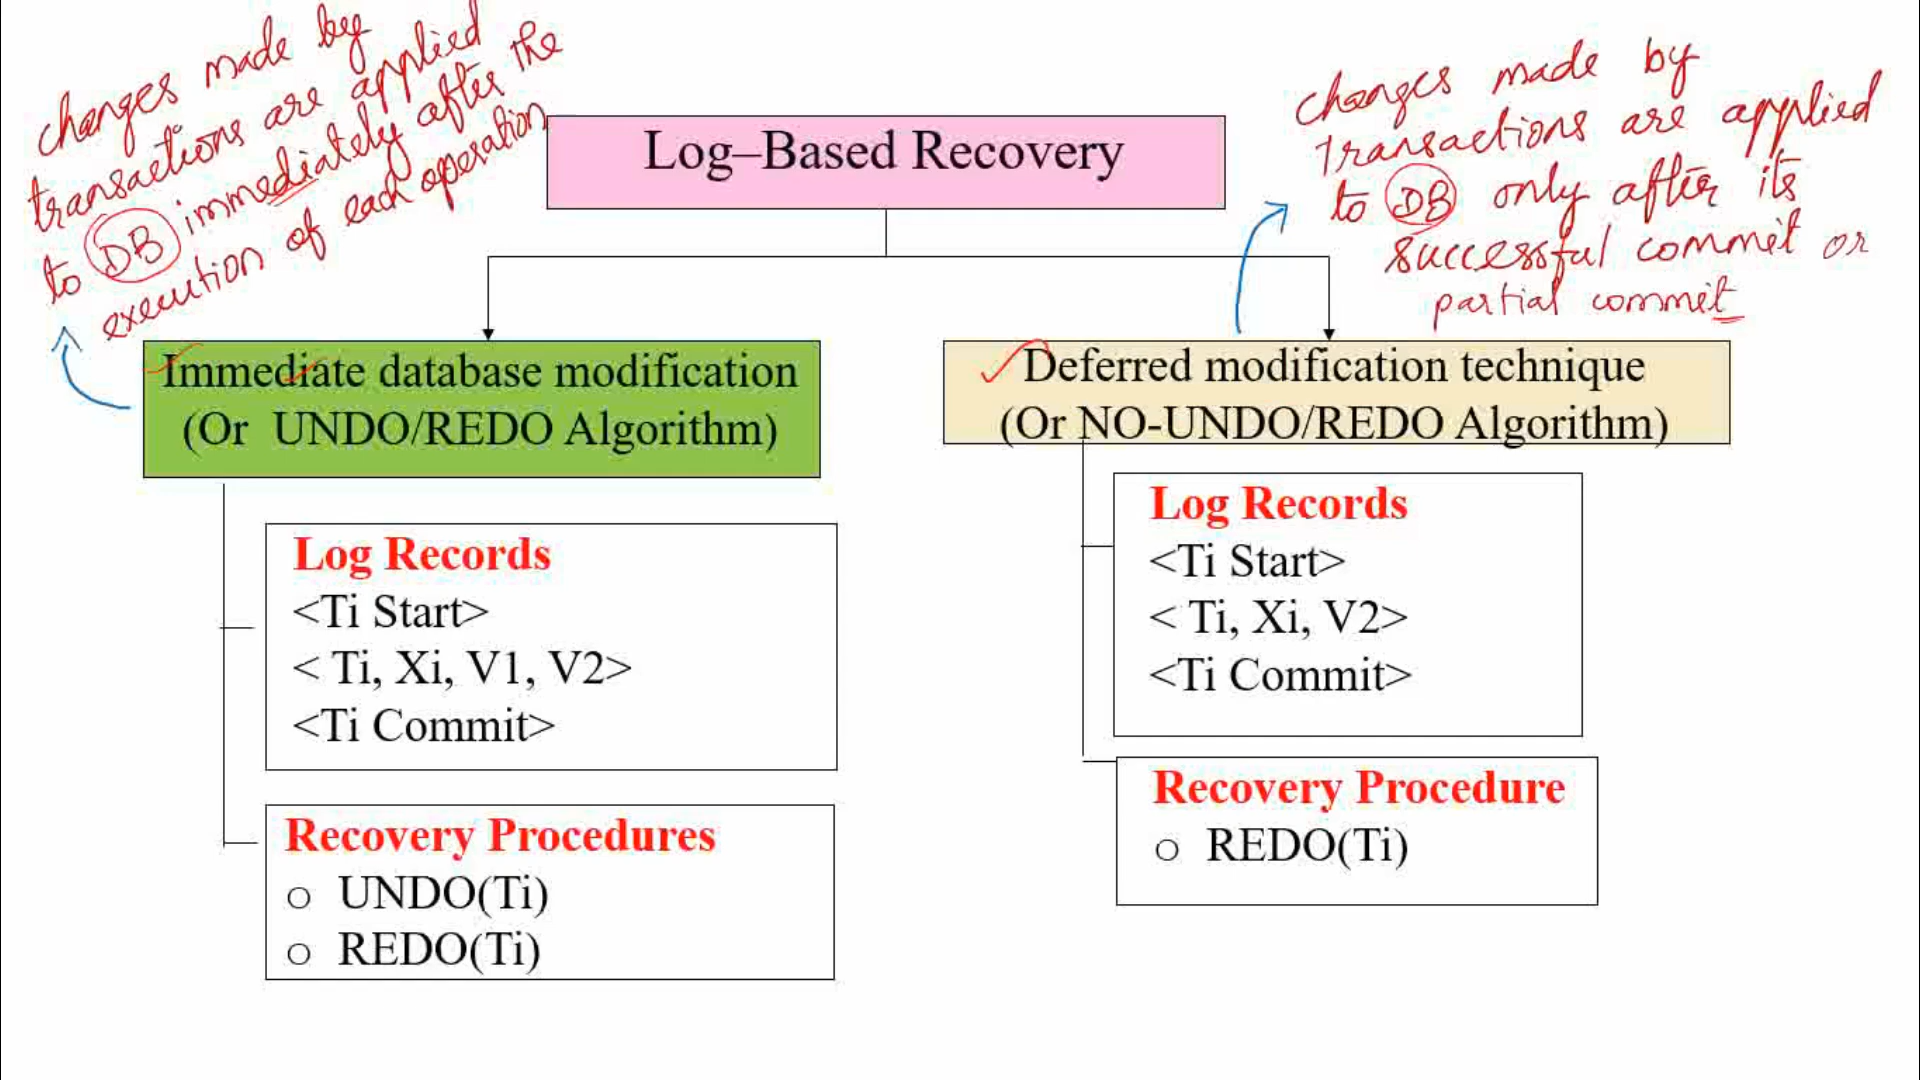 changes made by
transactions are applied
to DB immediately after the
execution of each operation
changes made by
transactions are applied
to DB only after its
successful commit or
partial commit
Log–Based Recovery
Immediate database modification
(Or UNDO/REDO Algorithm)
Log Records
<Ti Start>
< Ti, Xi, V1, V2>
<Ti Commit>
Recovery Procedures
o UNDO(Ti)
o REDO(Ti)
Deferred modification technique
(Or NO-UNDO/REDO Algorithm)
Log Records
<Ti Start>
< Ti, Xi, V2>
<Ti Commit>
Recovery Procedure
o REDO(Ti)